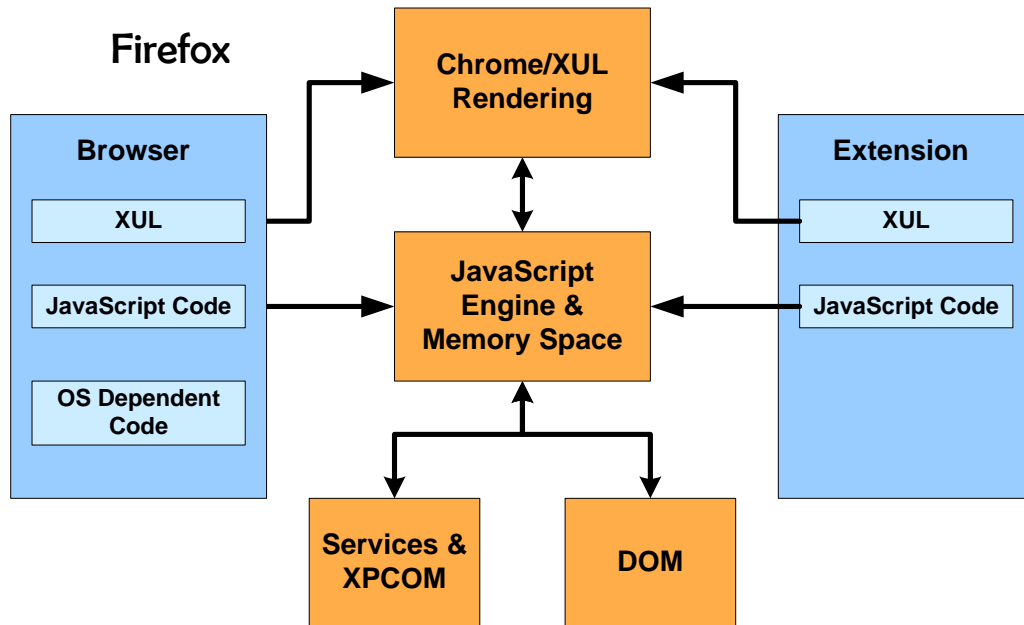 Firefox
Chrome/XUL
Rendering
Browser
XUL
JavaScript Code
OS Dependent
Code
JavaScript
Engine &
Memory Space
Extension
XUL
JavaScript Code
Services &
XPCOM
DOM